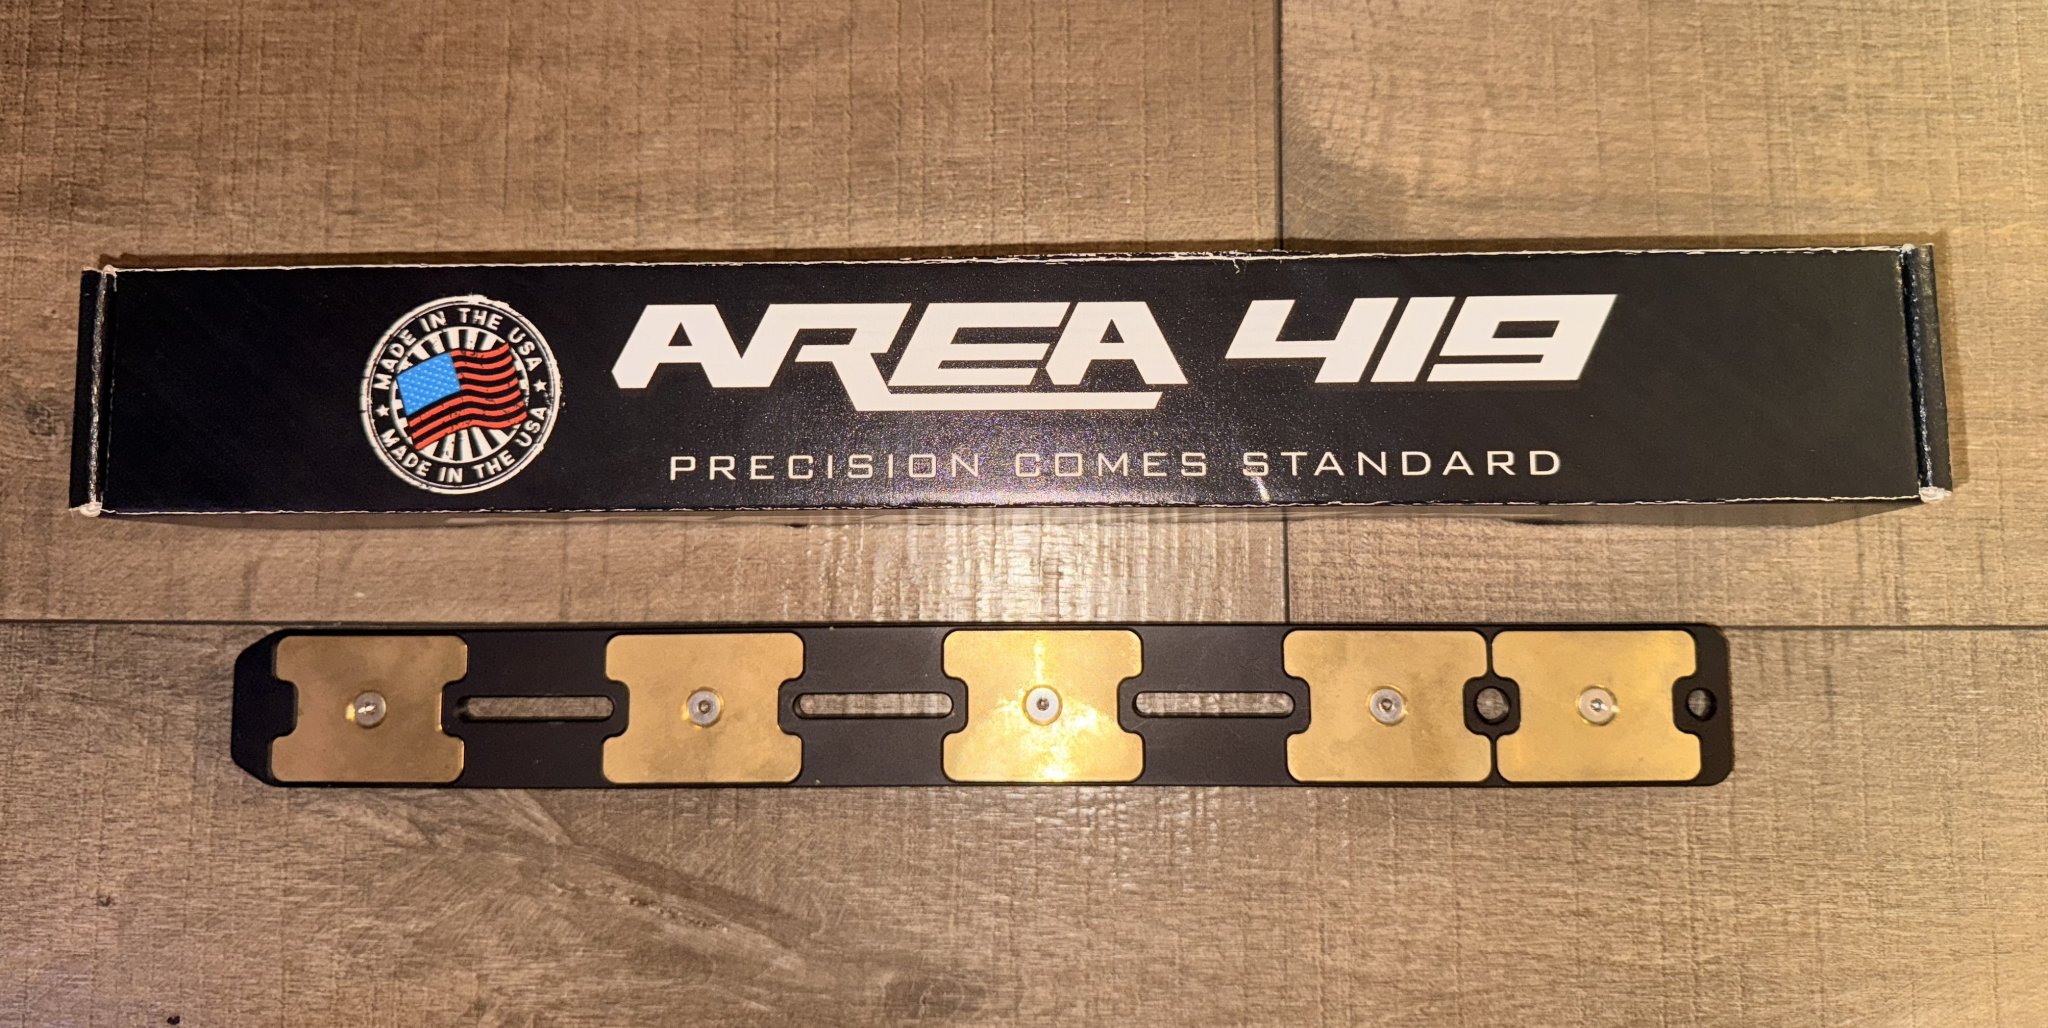 MADE IN THE USA
MADE IN THE USA
AREA 419
PRECISION COMES STANDARD